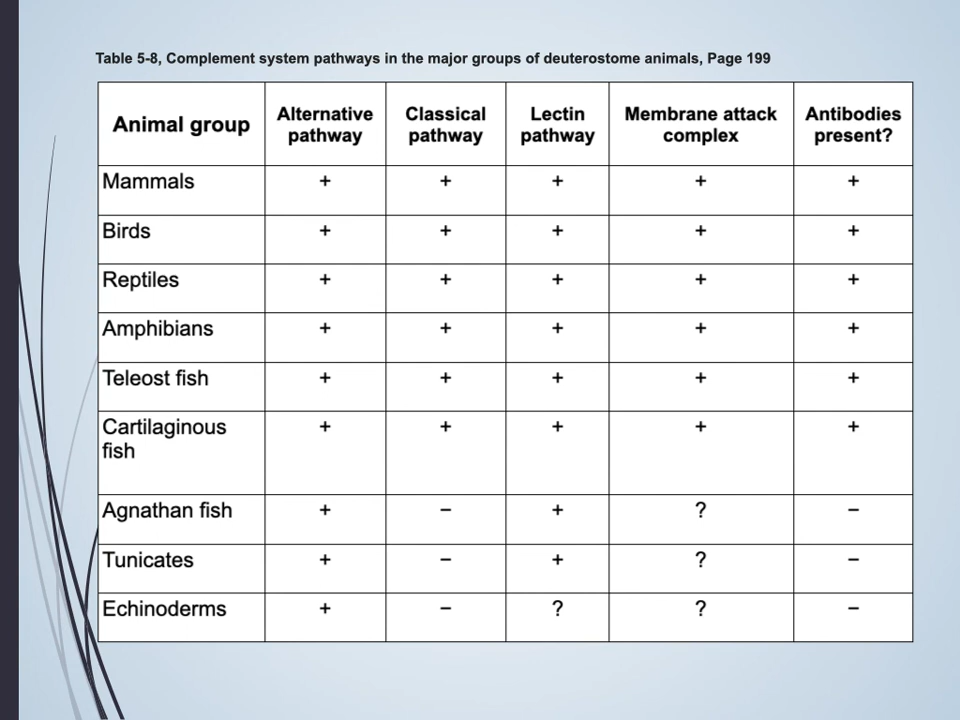 Table 5-8, Complement system pathways in the major groups of deuterostome animals, Page 199
Animal group Alternative pathway Classical pathway Lectin pathway Membrane attack complex Antibodies present?
Mammals + + + + +
Birds + + + + +
Reptiles + + + + +
Amphibians + + + + +
Teleost fish + + + + +
Cartilaginous fish + + + + +
Agnathan fish + − + ? −
Tunicates + − + ? −
Echinoderms + − ? ? −